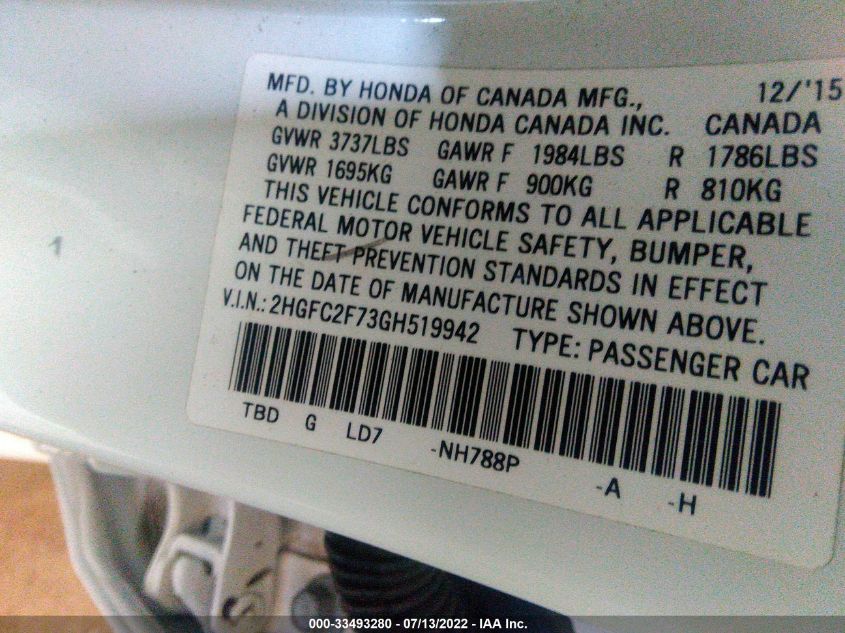 MFD. BY HONDA OF CANADA MFG., 12/'15
A DIVISION OF HONDA CANADA INC. CANADA
GVWR 3737LBS GAWR F 1984LBS R 1786LBS
GVWR 1695KG GAWR F 900KG R 810KG
THIS VEHICLE CONFORMS TO ALL APPLICABLE
FEDERAL MOTOR VEHICLE SAFETY, BUMPER,
AND THEFT PREVENTION STANDARDS IN EFFECT
ON THE DATE OF MANUFACTURE SHOWN ABOVE.
V.I.N.: 2HGFC2F73GH519942 TYPE: PASSENGER CAR
TBD G LD7 -NH788P -A -H
000-33493280 - 07/13/2022 - IAA Inc.